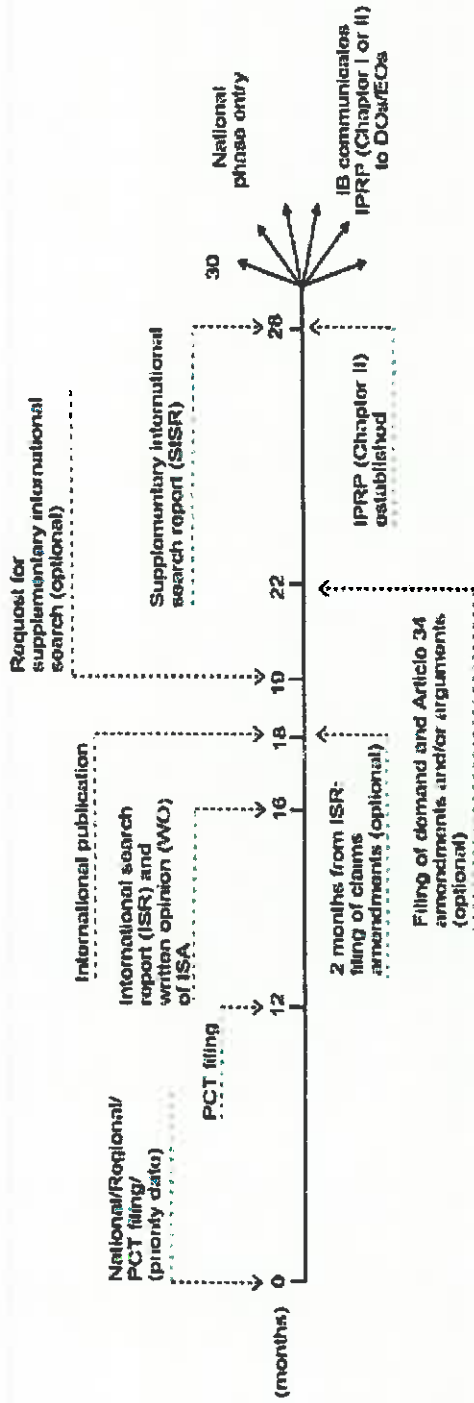 (months)
0
National/Regional/
PCT filing/
(priority date)
12
PCT filing
16
International search
report (ISR) and
written opinion (WO)
of ISA
18
International publication
2 months from ISR-
filing of claims
amendments (optional)
19
Request for
supplementary international
search (optional)
22
Filing of demand and Article 34
amendments and/or arguments
(optional)
28
Supplementary international
search report (SISR)
IPRP (Chapter II)
established
30
National
phase entry
IB communicates
IPRP (Chapter I or II)
to DOs/EOs